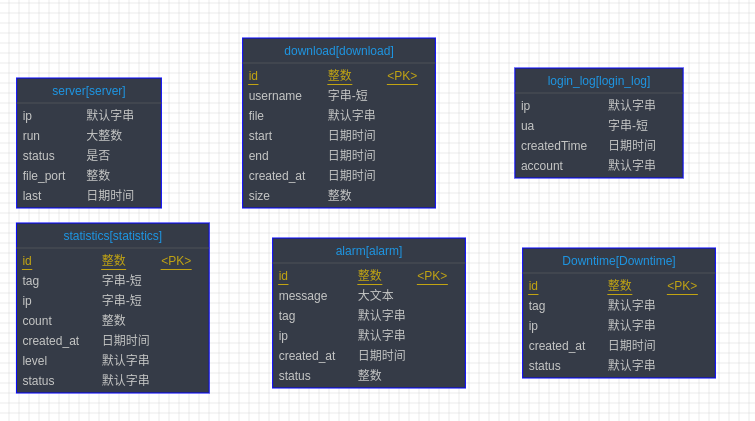 server[server]
ip 默认字串
run 大整数
status 是否
file_port 整数
last 日期时间
download[download]
id 整数 <PK>
username 字串-短
file 默认字串
start 日期时间
end 日期时间
created_at 日期时间
size 整数
login_log[login_log]
ip 默认字串
ua 字串-短
createdTime 日期时间
account 默认字串
statistics[statistics]
id 整数 <PK>
tag 字串-短
ip 字串-短
count 整数
created_at 日期时间
level 默认字串
status 默认字串
alarm[alarm]
id 整数 <PK>
message 大文本
tag 默认字串
ip 默认字串
created_at 日期时间
status 整数
Downtime[Downtime]
id 整数 <PK>
tag 默认字串
ip 默认字串
created_at 日期时间
status 默认字串